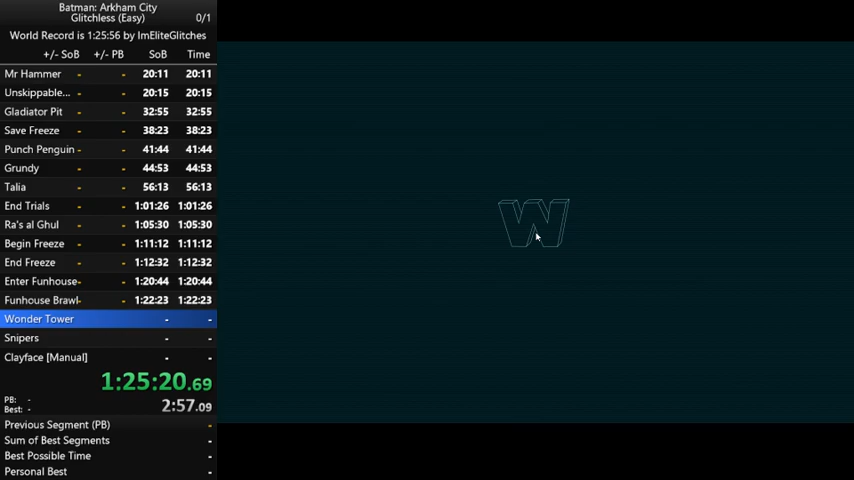 Batman: Arkham City
Glitchless (Easy) 0/1
World Record is 1:25:56 by ImEliteGlitches
+/- SoB +/- PB SoB Time
Mr Hammer - - 20:11 20:11
Unskippable... - - 20:15 20:15
Gladiator Pit - - 32:55 32:55
Save Freeze - - 38:23 38:23
Punch Penguin - - 41:44 41:44
Grundy - - 44:53 44:53
Talia - - 56:13 56:13
End Trials - - 1:01:26 1:01:26
Ra's al Ghul - - 1:05:30 1:05:30
Begin Freeze - - 1:11:12 1:11:12
End Freeze - - 1:12:32 1:12:32
Enter Funhouse - - 1:20:44 1:20:44
Funhouse Brawl - - 1:22:23 1:22:23
Wonder Tower - -
Snipers - -
Clayface [Manual] - -
1:25:20.69
PB: -
Best: - 2:57.09
Previous Segment (PB) -
Sum of Best Segments -
Best Possible Time -
Personal Best -
W